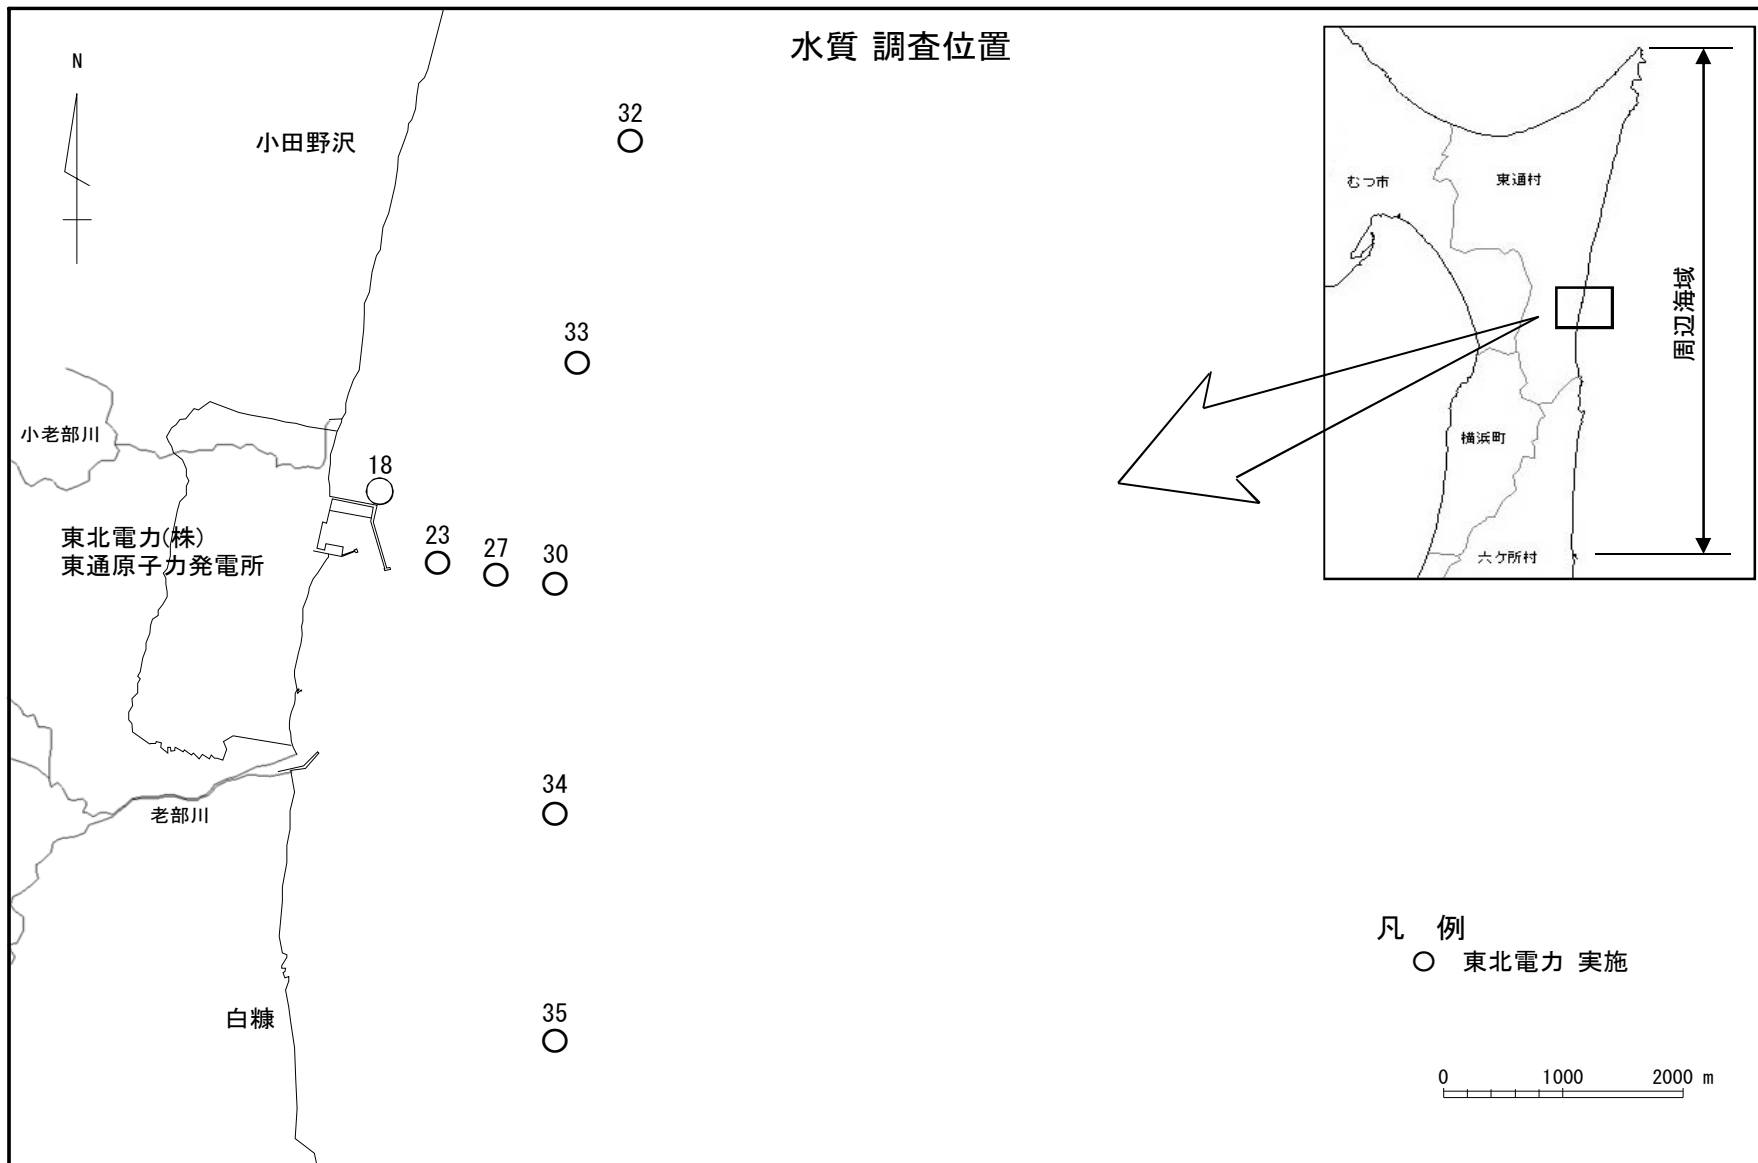 水質 調査位置
N
小田野沢
32
33
小老部川
18
東北電力(株)
東通原子力発電所
23
27
30
34
老部川
35
白糠
むつ市
東通村
横浜町
六ケ所村
周辺海域
凡 例
○ 東北電力 実施
0 1000 2000 m